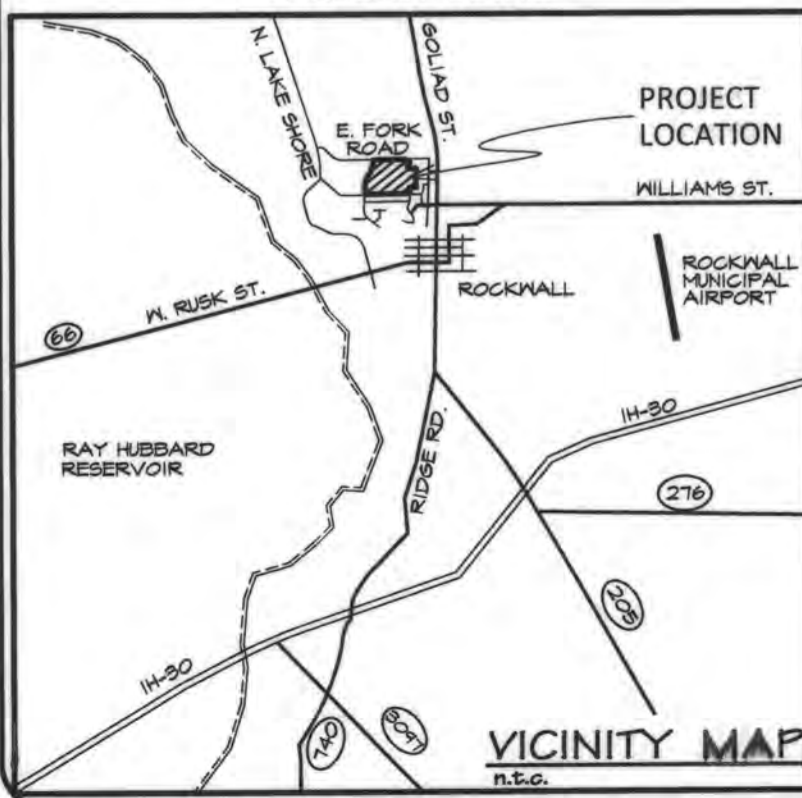 N. LAKE SHORE
GOLIAD ST.
PROJECT
LOCATION
E. FORK
ROAD
WILLIAMS ST.
ROCKWALL
MUNICIPAL
AIRPORT
ROCKWALL
W. RUSK ST.
66
RAY HUBBARD
RESERVOIR
RIDGE RD.
IH-30
276
205
IH-30
740
3097
VICINITY MAP
n.t.s.